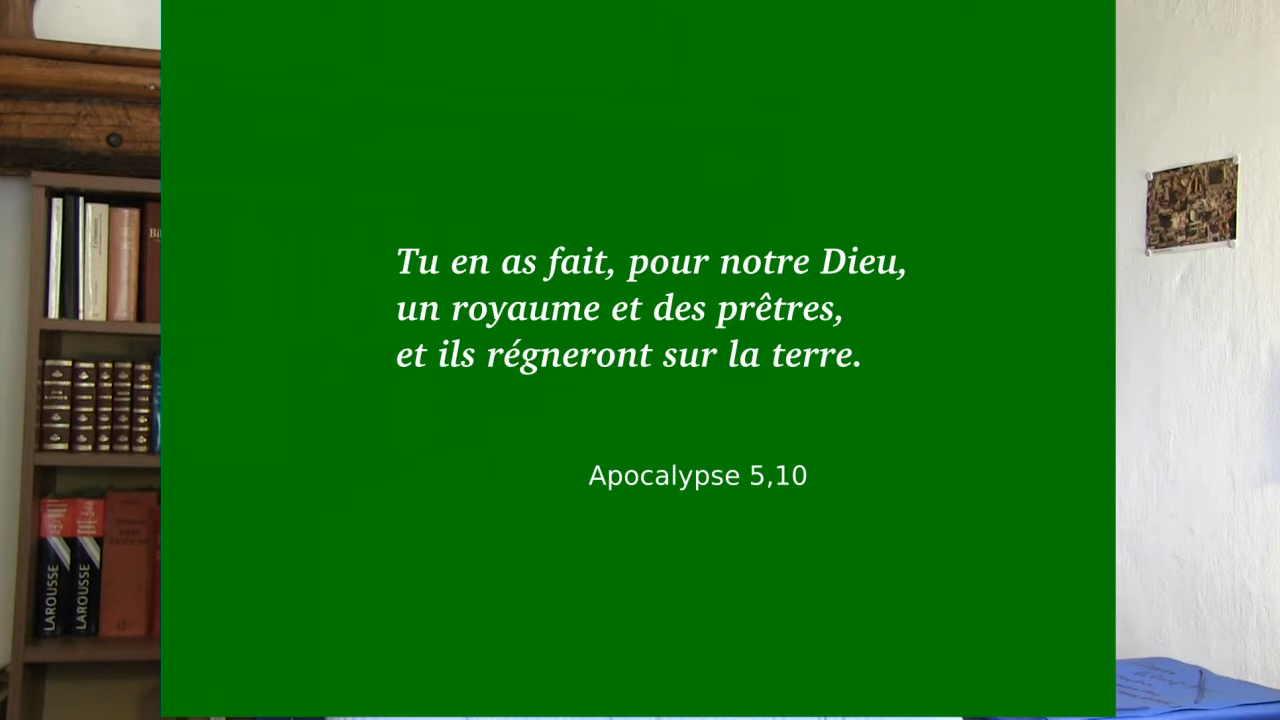 Tu en as fait, pour notre Dieu,
un royaume et des prêtres,
et ils régneront sur la terre.
Apocalypse 5,10
LAROUSSE
LAROUSSE